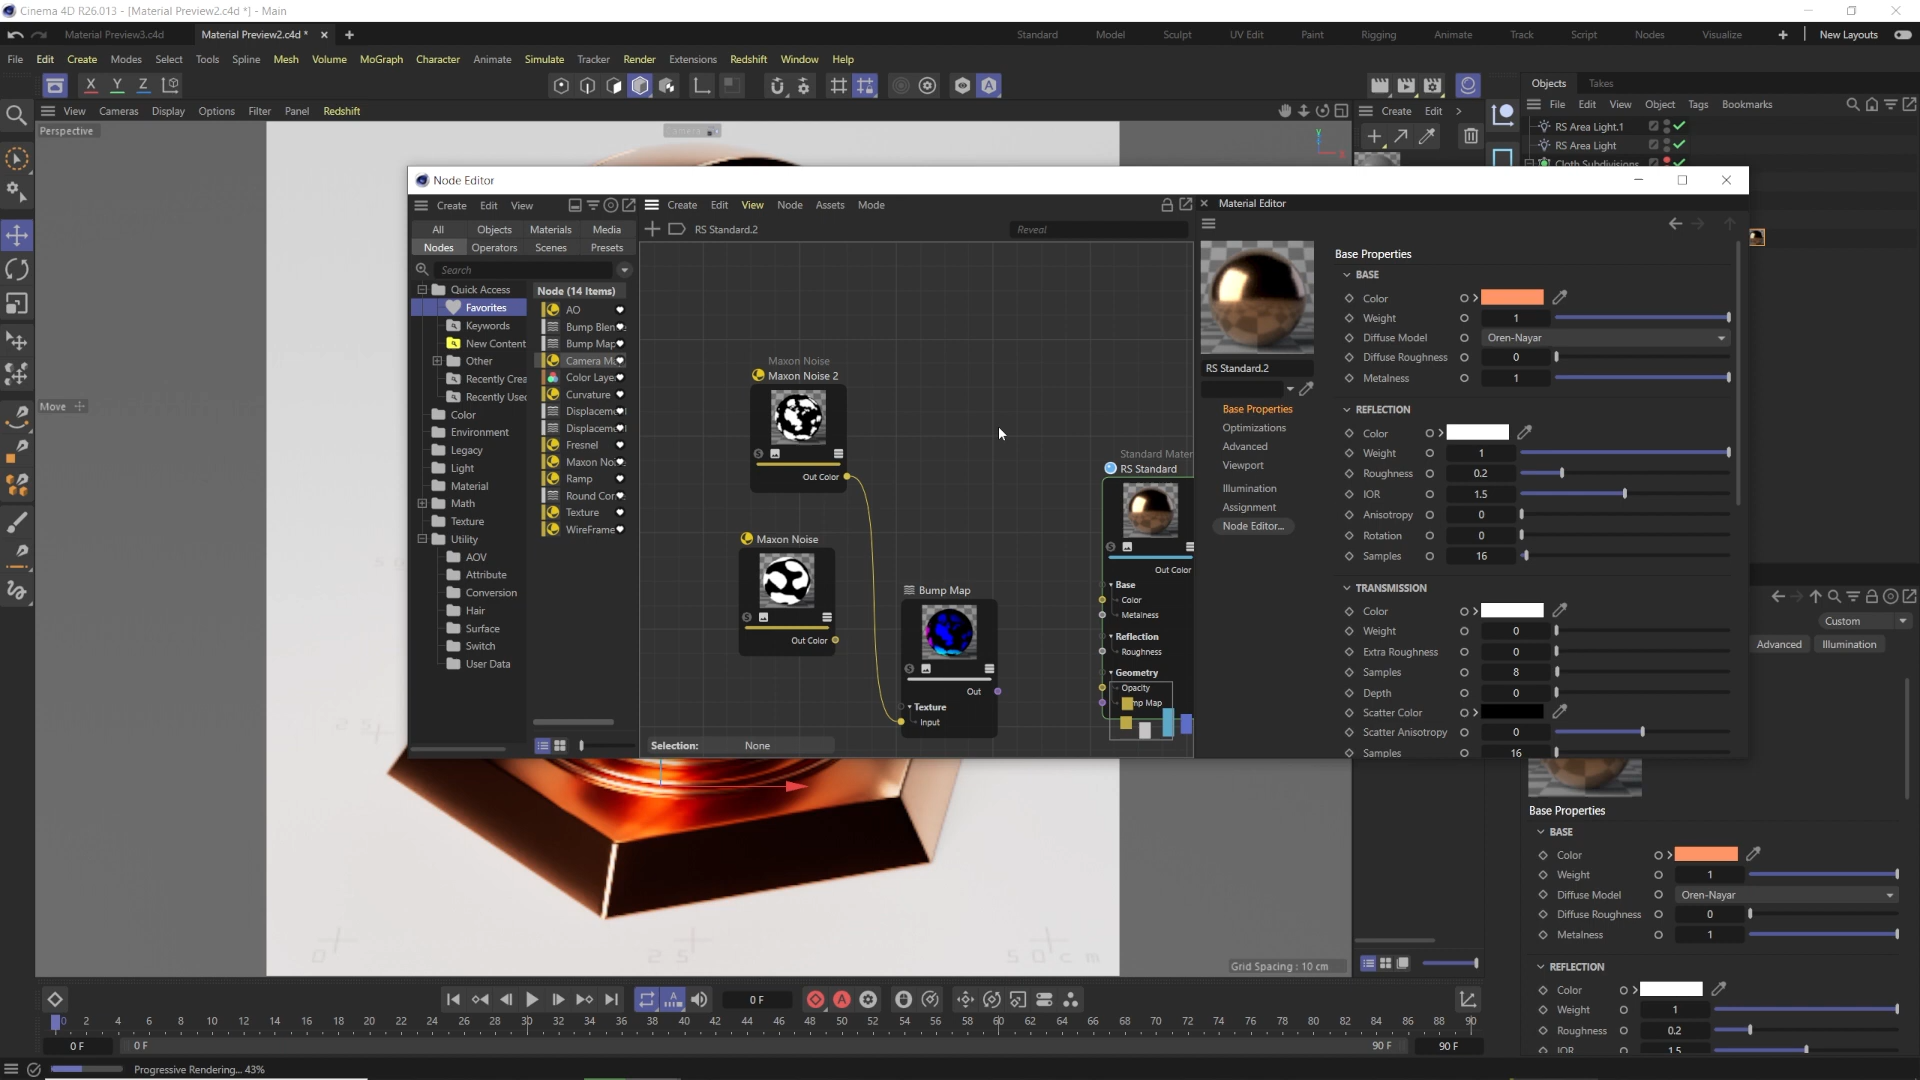 Cinema 4D R26.013 - [Material Preview2.c4d *] - Main
Material Preview3.c4d
Material Preview2.c4d *
Standard Model Sculpt UV Edit Paint Rigging Animate Track Script Nodes Visualize New Layouts
File Edit Create Modes Select Tools Spline Mesh Volume MoGraph Character Animate Simulate Tracker Render Extensions Redshift Window Help
X Y Z
Objects Takes
View Cameras Display Options Filter Panel Redshift
Create Edit
File Edit View Object Tags Bookmarks
Perspective
RS Area Light.1
RS Area Light
Cloth Subdivisions
Node Editor
Create Edit View
Create Edit View Node Assets Mode
Material Editor
All Objects Materials Media
Nodes Operators Scenes Presets
RS Standard.2
Reveal
Search
Quick Access
Favorites
Keywords
New Content
Other
Recently Crea
Recently Used
Color
Environment
Legacy
Light
Material
Math
Texture
Utility
AOV
Attribute
Conversion
Hair
Surface
Switch
User Data
Node (14 Items)
AO
Bump Blen
Bump Map
Camera M
Color Laye
Curvature
Displacem
Displacem
Fresnel
Maxon Noi
Ramp
Round Cor
Texture
WireFrame
Maxon Noise
Maxon Noise 2
Out Color
Maxon Noise
Out Color
Bump Map
Out
Texture
Input
Standard Mater
RS Standard
Out Color
Base
Color
Metalness
Reflection
Roughness
Geometry
Opacity
mp Map
Selection: None
RS Standard.2
Base Properties
Optimizations
Advanced
Viewport
Illumination
Assignment
Node Editor...
Base Properties
BASE
Color
Weight 1
Diffuse Model Oren-Nayar
Diffuse Roughness 0
Metalness 1
REFLECTION
Color
Weight 1
Roughness 0.2
IOR 1.5
Anisotropy 0
Rotation 0
Samples 16
TRANSMISSION
Color
Weight 0
Extra Roughness 0
Samples 8
Depth 0
Scatter Color
Scatter Anisotropy 0
Samples 16
Move
Custom
Advanced Illumination
Base Properties
BASE
Color
Weight 1
Diffuse Model Oren-Nayar
Diffuse Roughness 0
Metalness 1
REFLECTION
Color
Weight 1
Roughness 0.2
IOR 1.5
25
50cm
Grid Spacing : 10 cm
0 F
0 2 4 6 8 10 12 14 16 18 20 22 24 26 28 30 32 34 36 38 40 42 44 46 48 50 52 54 56 58 60 62 64 66 68 70 72 74 76 78 80 82 84 86 88 90
0 F 0 F 90 F 90 F
Progressive Rendering... 43%